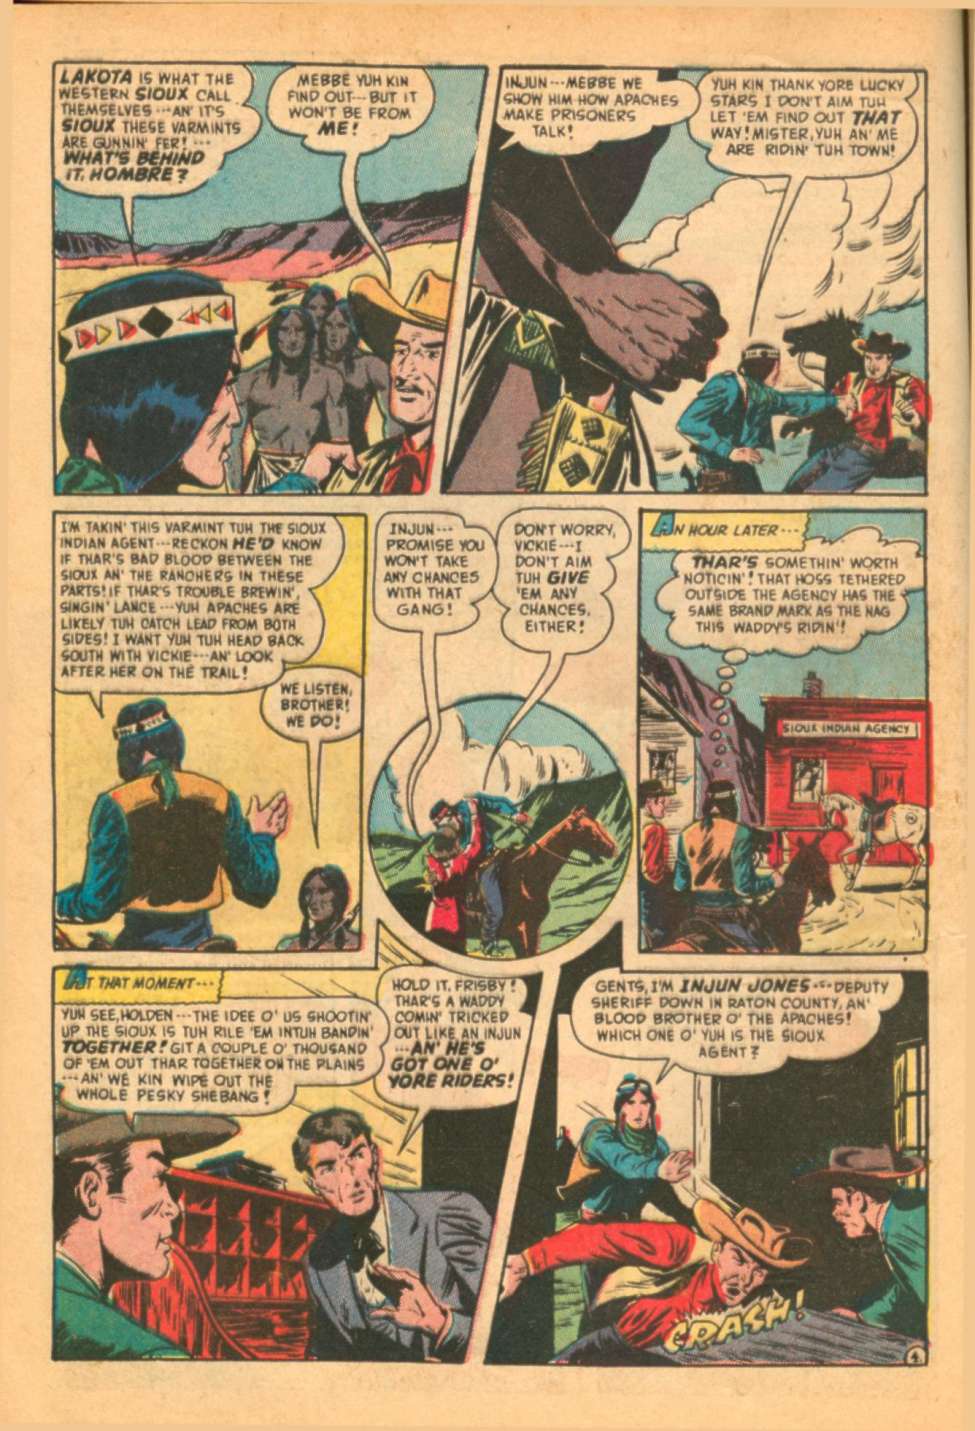 LAKOTA IS WHAT THE
WESTERN SIOUX CALL
THEMSELVES --- AN' IT'S
SIOUX THESE VARMINTS
ARE GUNNIN' FER! ---
WHAT'S BEHIND
IT, HOMBRE?
MEBBE YUH KIN
FIND OUT --- BUT IT
WON'T BE FROM
ME!
INJUN --- MEBBE WE
SHOW HIM HOW APACHES
MAKE PRISONERS
TALK!
YUH KIN THANK YORE LUCKY
STARS I DON'T AIM TUH
LET 'EM FIND OUT THAT
WAY! MISTER, YUH AN' ME
ARE RIDIN' TUH TOWN!
I'M TAKIN' THIS VARMINT TUH THE SIOUX
INDIAN AGENT --- RECKON HE'D KNOW
IF THAR'S BAD BLOOD BETWEEN THE
SIOUX AN' THE RANCHERS IN THESE
PARTS! IF THAR'S TROUBLE BREWIN',
SINGIN' LANCE --- YUH APACHES ARE
LIKELY TUH CATCH LEAD FROM BOTH
SIDES! I WANT YUH TUH HEAD BACK
SOUTH WITH VICKIE --- AN' LOOK
AFTER HER ON THE TRAIL!
WE LISTEN,
BROTHER!
WE DO!
INJUN ---
PROMISE YOU
WON'T TAKE
ANY CHANCES
WITH THAT
GANG!
DON'T WORRY,
VICKIE --- I
DON'T AIM
TUH GIVE
'EM ANY
CHANCES,
EITHER!
AN HOUR LATER ---
THAR'S SOMETHIN' WORTH
NOTICIN'! THAT HOSS TETHERED
OUTSIDE THE AGENCY HAS THE
SAME BRAND MARK AS THE NAG
THIS WADDY'S RIDIN'!
SIOUX INDIAN AGENCY
AT THAT MOMENT ---
YUH SEE, HOLDEN --- THE IDEE O' US SHOOTIN'
UP THE SIOUX IS TUH RILE 'EM INTUH BANDIN'
TOGETHER! GIT A COUPLE O' THOUSAND
OF 'EM OUT THAR TOGETHER ON THE PLAINS
--- AN' WE KIN WIPE OUT THE
WHOLE PESKY SHEBANG!
HOLD IT, FRISBY!
THAR'S A WADDY
COMIN' TRICKED
OUT LIKE AN INJUN
--- AN' HE'S
GOT ONE O'
YORE RIDERS!
GENTS, I'M INJUN JONES --- DEPUTY
SHERIFF DOWN IN RATON COUNTY, AN'
BLOOD BROTHER O' THE APACHES!
WHICH ONE O' YUH IS THE SIOUX
AGENT?
CRASH!
4